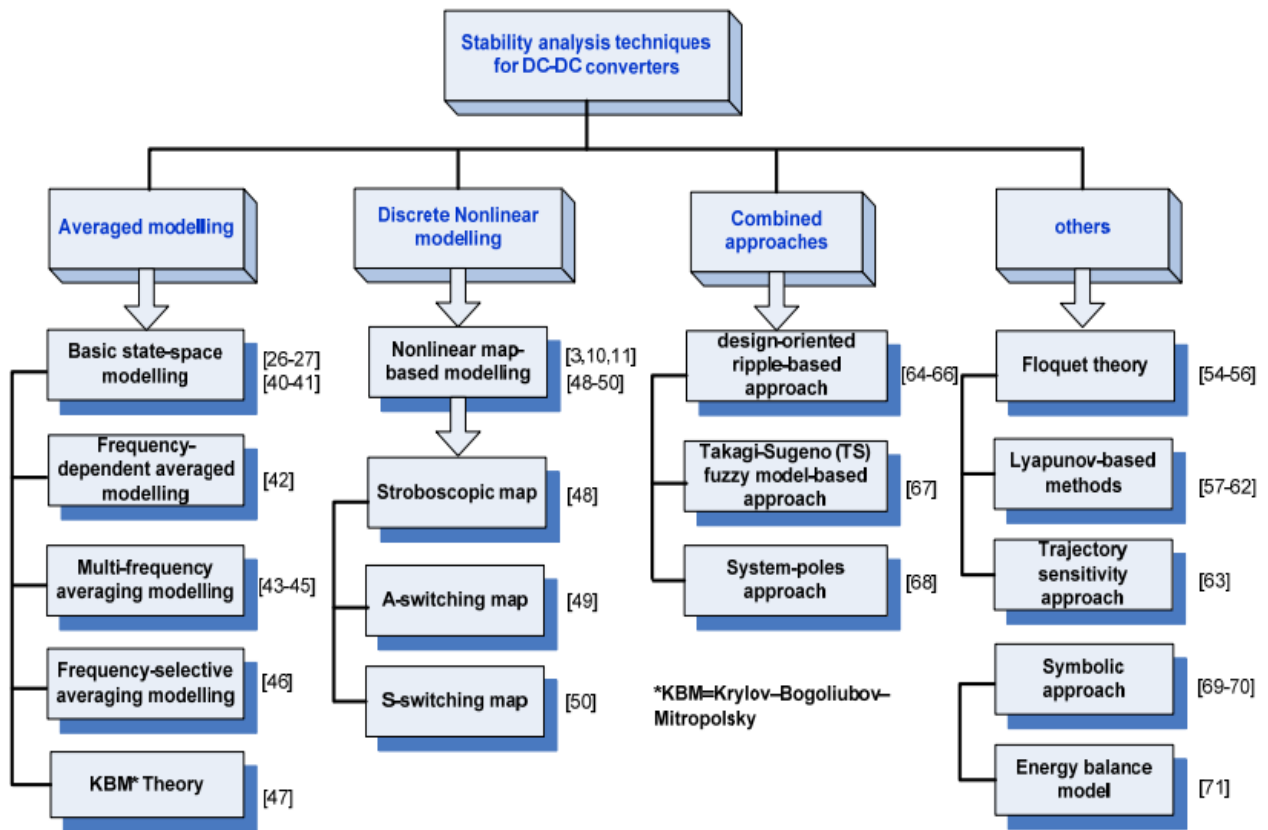 Stability analysis techniques
for DC-DC converters
Averaged modelling
Discrete Nonlinear
modelling
Combined
approaches
others
Basic state-space
modelling
[26-27]
[40-41]
Frequency-
dependent averaged
modelling
[42]
Multi-frequency
averaging modelling
[43-45]
Frequency-selective
averaging modelling
[46]
KBM* Theory
[47]
Nonlinear map-
based modelling
[3,10,11]
[48-50]
Stroboscopic map
[48]
A-switching map
[49]
S-switching map
[50]
design-oriented
ripple-based
approach
[64-66]
Takagi-Sugeno (TS)
fuzzy model-based
approach
[67]
System-poles
approach
[68]
*KBM=Krylov–Bogoliubov–
Mitropolsky
Floquet theory
[54-56]
Lyapunov-based
methods
[57-62]
Trajectory
sensitivity
approach
[63]
Symbolic
approach
[69-70]
Energy balance
model
[71]